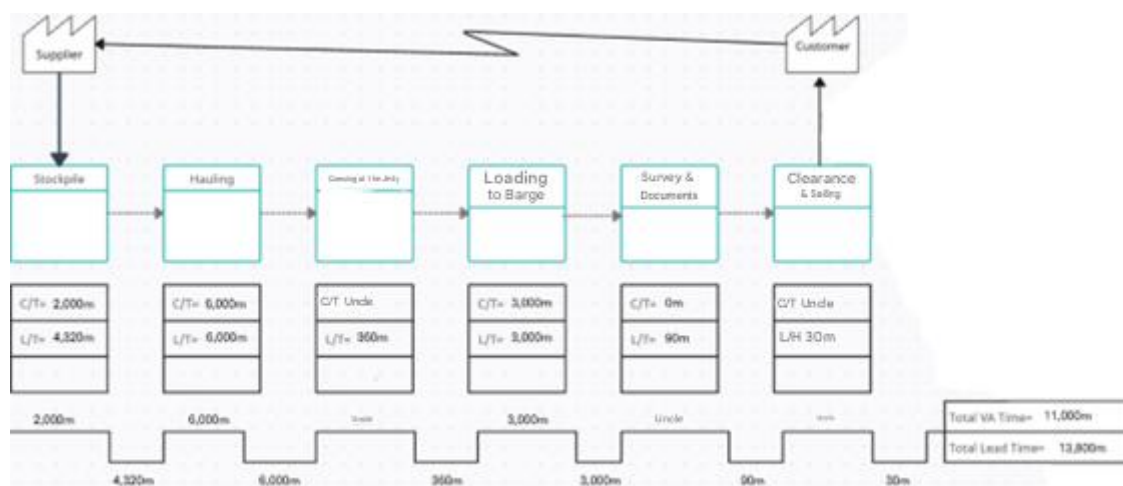 Supplier
Customer
Stockpile
Hauling
Loading
to Barge
Survey &
Documents
Clearance
& Sailing
C/T= 2,000m
L/T= 4,320m
C/T= 6,000m
L/T= 6,000m
C/T Uncle
L/T= 360m
C/T= 3,000m
L/T= 3,000m
C/T= 0m
L/T= 90m
C/T Uncle
L/H 30m
2,000m
6,000m
3,000m
Uncle
4,320m
6,000m
360m
3,000m
90m
30m
Total VA Time= 11,000m
Total Lead Time= 13,800m